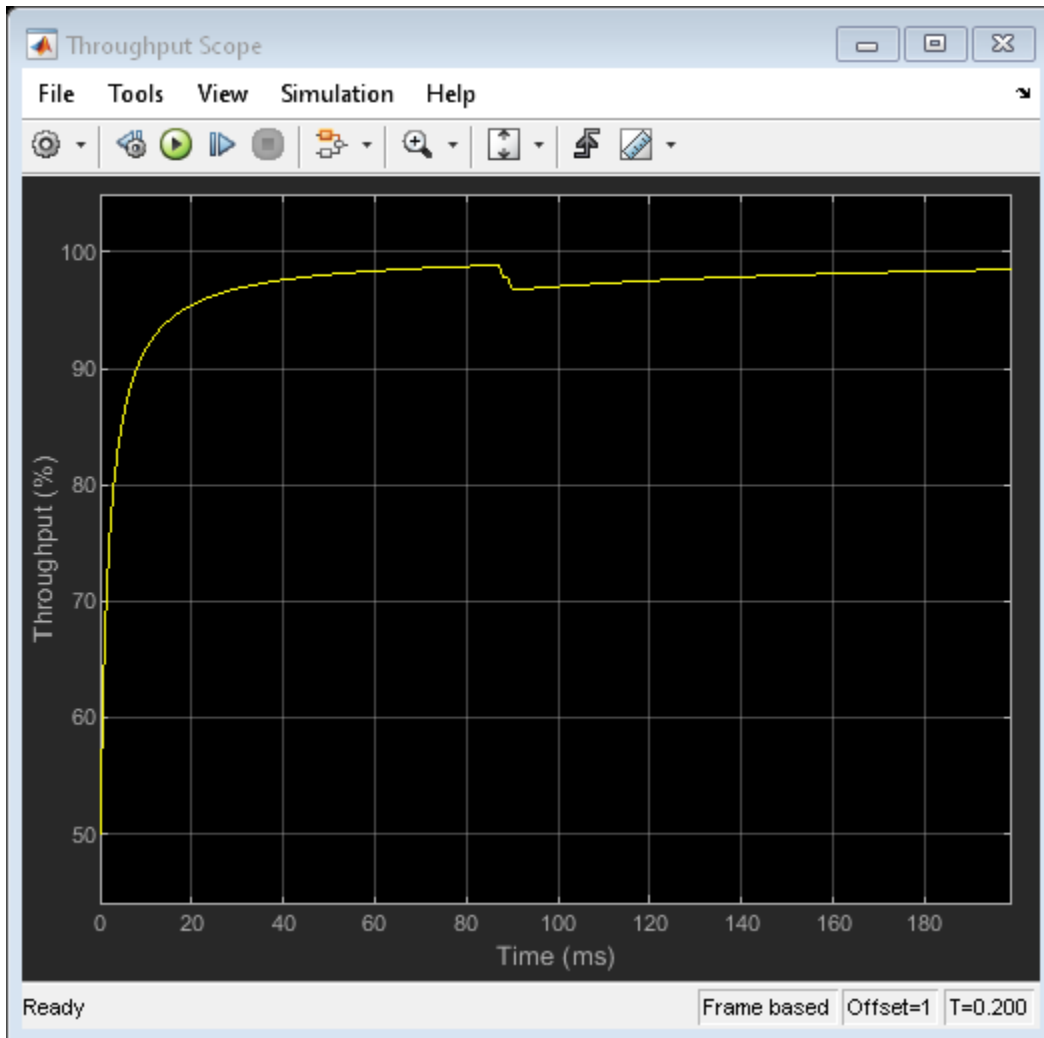 Throughput Scope
File Tools View Simulation Help
100
90
80
70
60
50
Throughput (%)
0 20 40 60 80 100 120 140 160 180
Time (ms)
Ready Frame based Offset=1 T=0.200